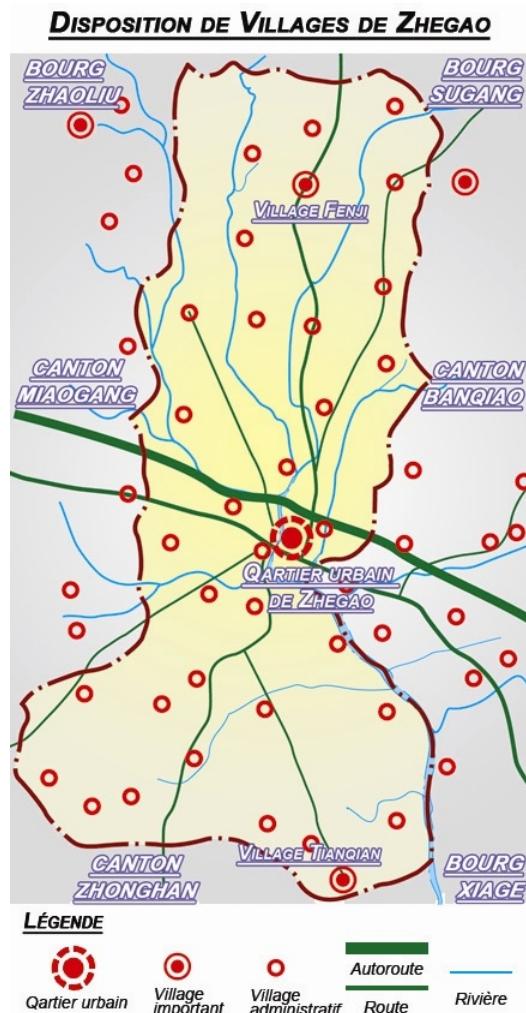 DISPOSITION DE VILLAGES DE ZHEGAO
BOURG
ZHAOLIU
BOURG
SUGANG
VILLAGE FENJI
CANTON
MIAOGANG
CANTON
BANQIAO
QARTIER URBAIN
DE ZHEGAO
CANTON
ZHONGHAN
VILLAGE TIANQIAN
BOURG
XIAGE
LÉGENDE
Qartier urbain
Village
important
Village
administratif
Autoroute
Route
Rivière